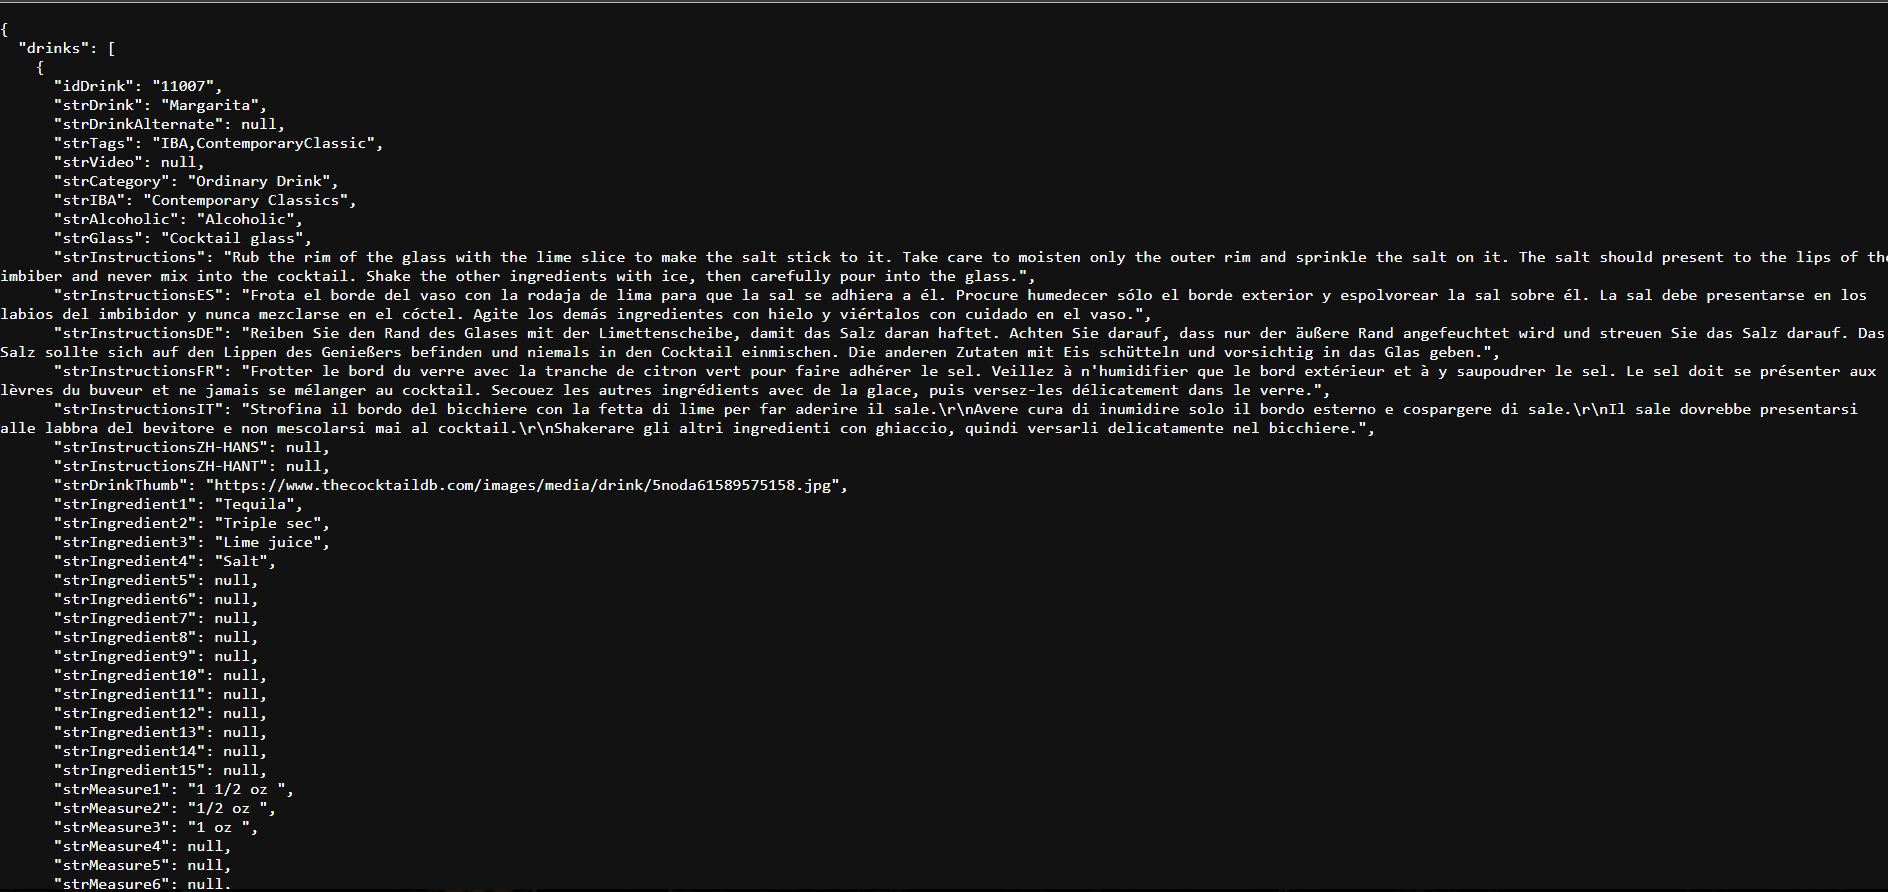 {
  "drinks": [
    {
      "idDrink": "11007",
      "strDrink": "Margarita",
      "strDrinkAlternate": null,
      "strTags": "IBA,ContemporaryClassic",
      "strVideo": null,
      "strCategory": "Ordinary Drink",
      "strIBA": "Contemporary Classics",
      "strAlcoholic": "Alcoholic",
      "strGlass": "Cocktail glass",
      "strInstructions": "Rub the rim of the glass with the lime slice to make the salt stick to it. Take care to moisten only the outer rim and sprinkle the salt on it. The salt should present to the lips of the
imbiber and never mix into the cocktail. Shake the other ingredients with ice, then carefully pour into the glass.",
      "strInstructionsES": "Frota el borde del vaso con la rodaja de lima para que la sal se adhiera a él. Procure humedecer sólo el borde exterior y espolvorear la sal sobre él. La sal debe presentarse en los
labios del imbibidor y nunca mezclarse en el cóctel. Agite los demás ingredientes con hielo y viértalos con cuidado en el vaso.",
      "strInstructionsDE": "Reiben Sie den Rand des Glases mit der Limettenscheibe, damit das Salz daran haftet. Achten Sie darauf, dass nur der äußere Rand angefeuchtet wird und streuen Sie das Salz darauf. Das
Salz sollte sich auf den Lippen des Genießers befinden und niemals in den Cocktail einmischen. Die anderen Zutaten mit Eis schütteln und vorsichtig in das Glas geben.",
      "strInstructionsFR": "Frotter le bord du verre avec la tranche de citron vert pour faire adhérer le sel. Veillez à n'humidifier que le bord extérieur et à y saupoudrer le sel. Le sel doit se présenter aux
lèvres du buveur et ne jamais se mélanger au cocktail. Secouez les autres ingrédients avec de la glace, puis versez-les délicatement dans le verre.",
      "strInstructionsIT": "Strofina il bordo del bicchiere con la fetta di lime per far aderire il sale.\r\nAvere cura di inumidire solo il bordo esterno e cospargere di sale.\r\nIl sale dovrebbe presentarsi
alle labbra del bevitore e non mescolarsi mai al cocktail.\r\nShakerare gli altri ingredienti con ghiaccio, quindi versarli delicatamente nel bicchiere.",
      "strInstructionsZH-HANS": null,
      "strInstructionsZH-HANT": null,
      "strDrinkThumb": "https://www.thecocktaildb.com/images/media/drink/5noda61589575158.jpg",
      "strIngredient1": "Tequila",
      "strIngredient2": "Triple sec",
      "strIngredient3": "Lime juice",
      "strIngredient4": "Salt",
      "strIngredient5": null,
      "strIngredient6": null,
      "strIngredient7": null,
      "strIngredient8": null,
      "strIngredient9": null,
      "strIngredient10": null,
      "strIngredient11": null,
      "strIngredient12": null,
      "strIngredient13": null,
      "strIngredient14": null,
      "strIngredient15": null,
      "strMeasure1": "1 1/2 oz ",
      "strMeasure2": "1/2 oz ",
      "strMeasure3": "1 oz ",
      "strMeasure4": null,
      "strMeasure5": null,
      "strMeasure6": null,